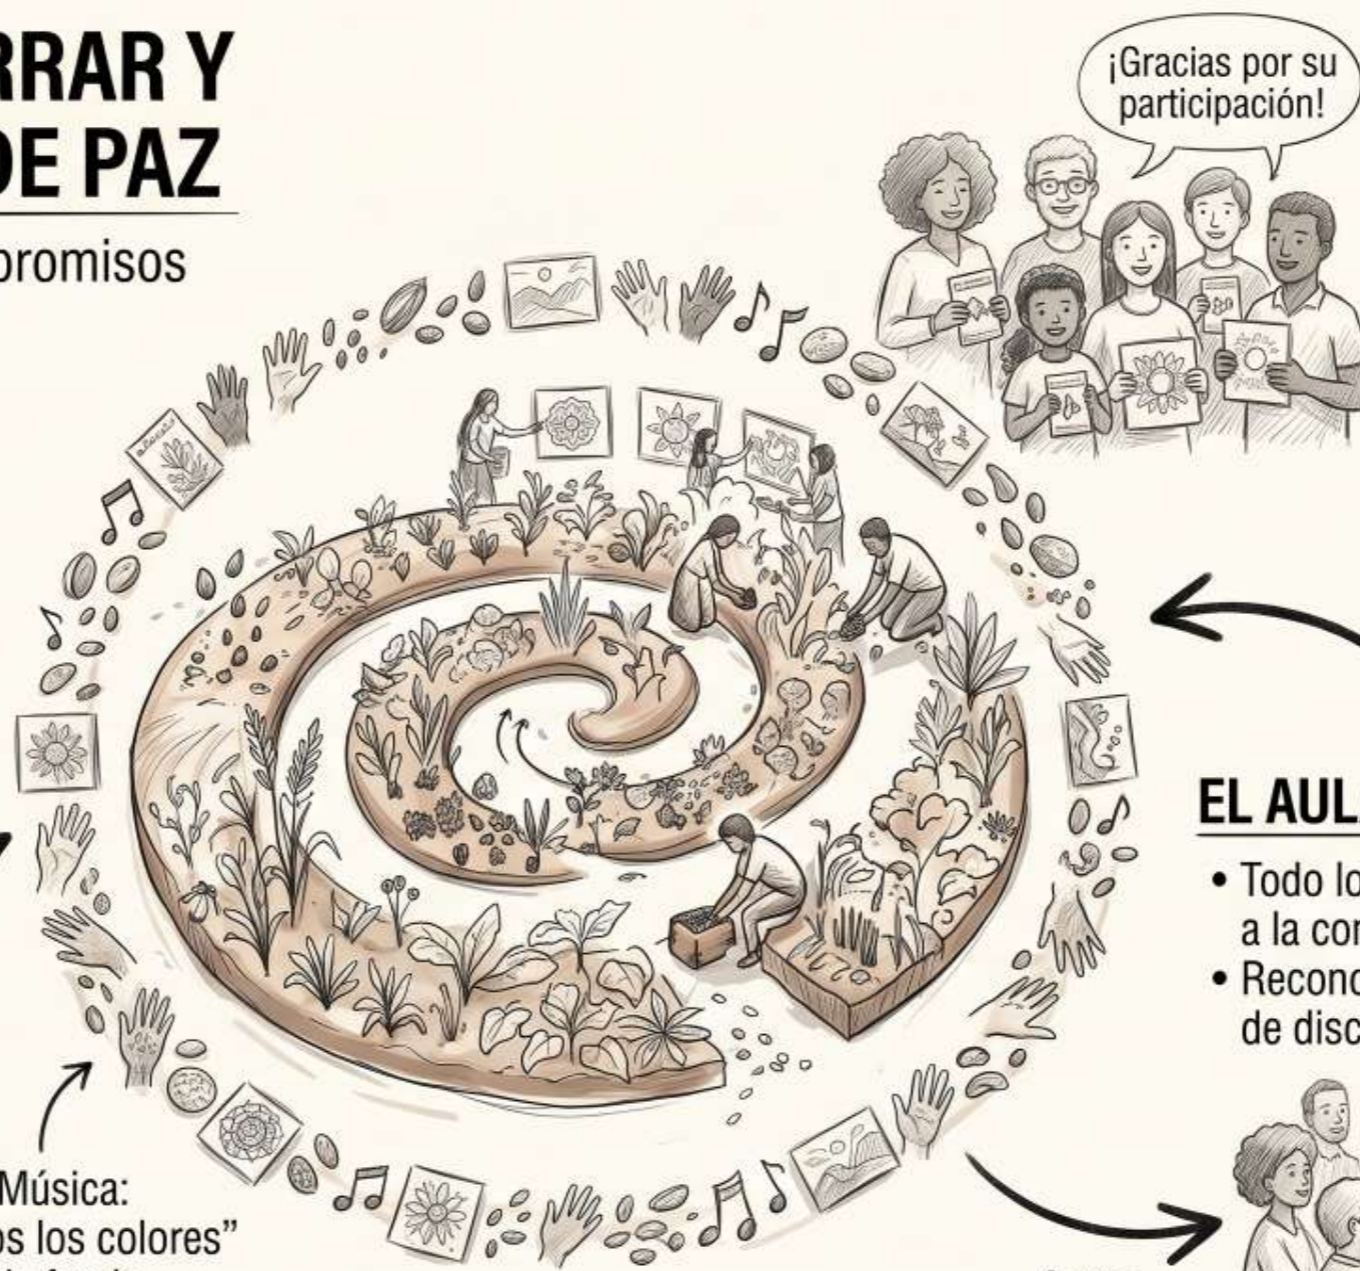 RRAR Y
DE PAZ
promisos
¡Gracias por su
participación!
EL AUL
• Todo lo
a la con
• Recono
de disc
Música:
os los colores”